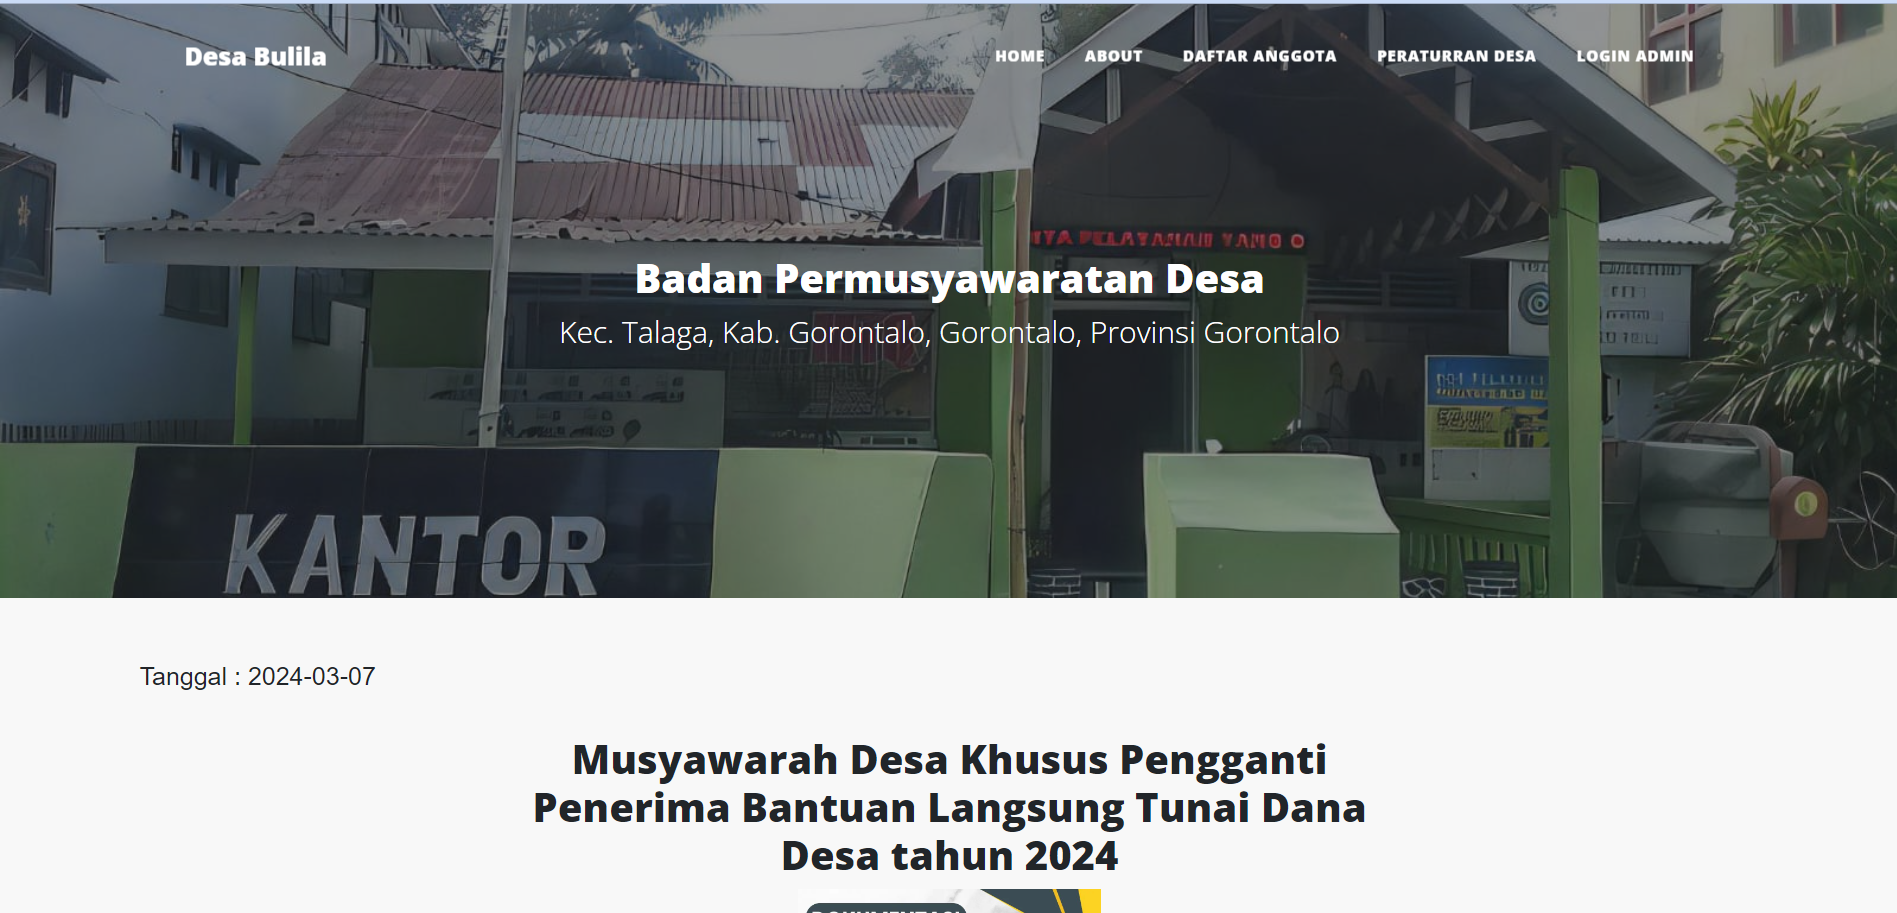 Desa Bulila
HOME ABOUT DAFTAR ANGGOTA PERATURRAN DESA LOGIN ADMIN
Badan Permusyawaratan Desa
Kec. Talaga, Kab. Gorontalo, Gorontalo, Provinsi Gorontalo
KANTOR
Tanggal : 2024-03-07
Musyawarah Desa Khusus Pengganti
Penerima Bantuan Langsung Tunai Dana
Desa tahun 2024